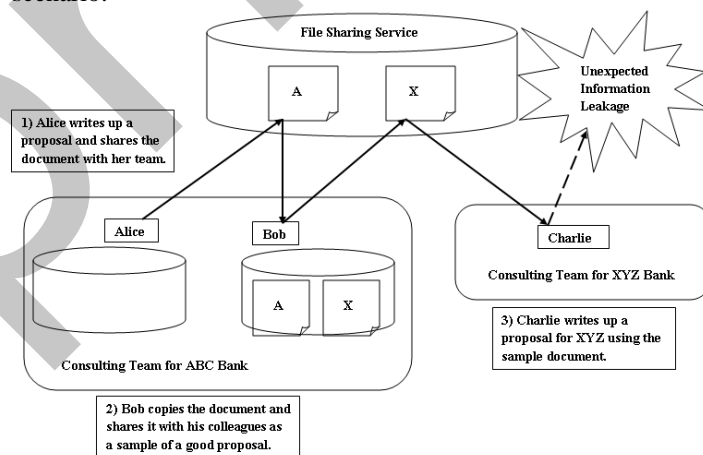 scenario.
File Sharing Service
A
X
Unexpected
Information
Leakage
1) Alice writes up a
proposal and shares the
document with her team.
Alice
Bob
Charlie
A
X
Consulting Team for XYZ Bank
Consulting Team for ABC Bank
3) Charlie writes up a
proposal for XYZ using the
sample document.
2) Bob copies the document and
shares it with his colleagues as
a sample of a good proposal.